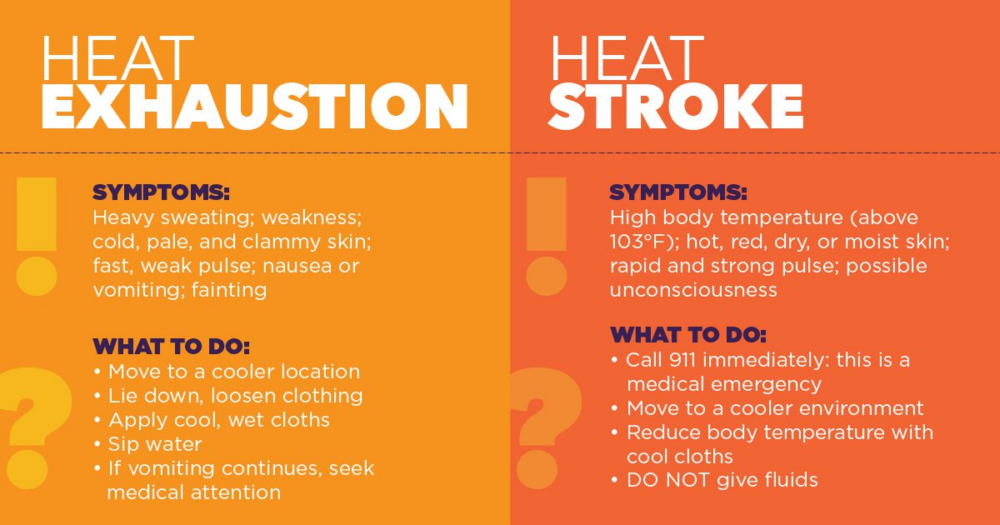 HEAT
EXHAUSTION
SYMPTOMS:
Heavy sweating; weakness;
cold, pale, and clammy skin;
fast, weak pulse; nausea or
vomiting; fainting
WHAT TO DO:
• Move to a cooler location
• Lie down, loosen clothing
• Apply cool, wet cloths
• Sip water
• If vomiting continues, seek
medical attention
HEAT
STROKE
SYMPTOMS:
High body temperature (above
103°F); hot, red, dry, or moist skin;
rapid and strong pulse; possible
unconsciousness
WHAT TO DO:
• Call 911 immediately: this is a
medical emergency
• Move to a cooler environment
• Reduce body temperature with
cool cloths
• DO NOT give fluids
!
?
!
?